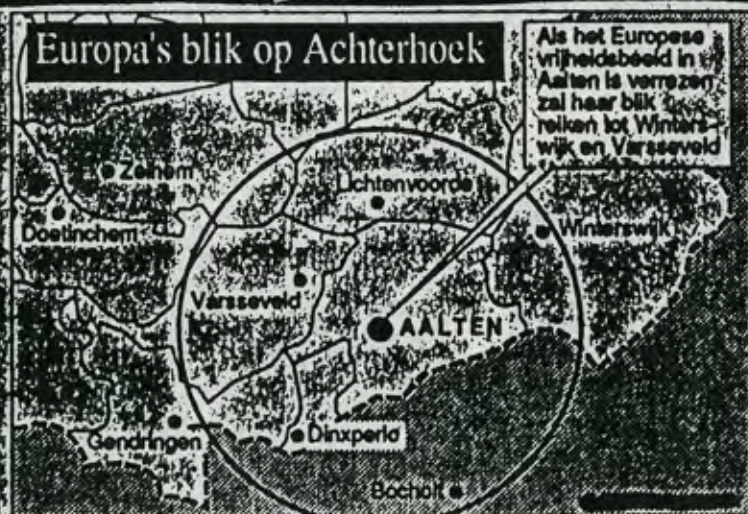 Europa's blik op Achterhoek
Als het Europese
vrijheidsbeeld in
Aalten is verrezen
zal haar blik
reiken tot Winters-
wijk en Varsseveld
Zelhem
Lichtenvoorde
Doetinchem
Winterswijk
Varsseveld
AALTEN
Gendringen
Dinxperlo
Bocholt